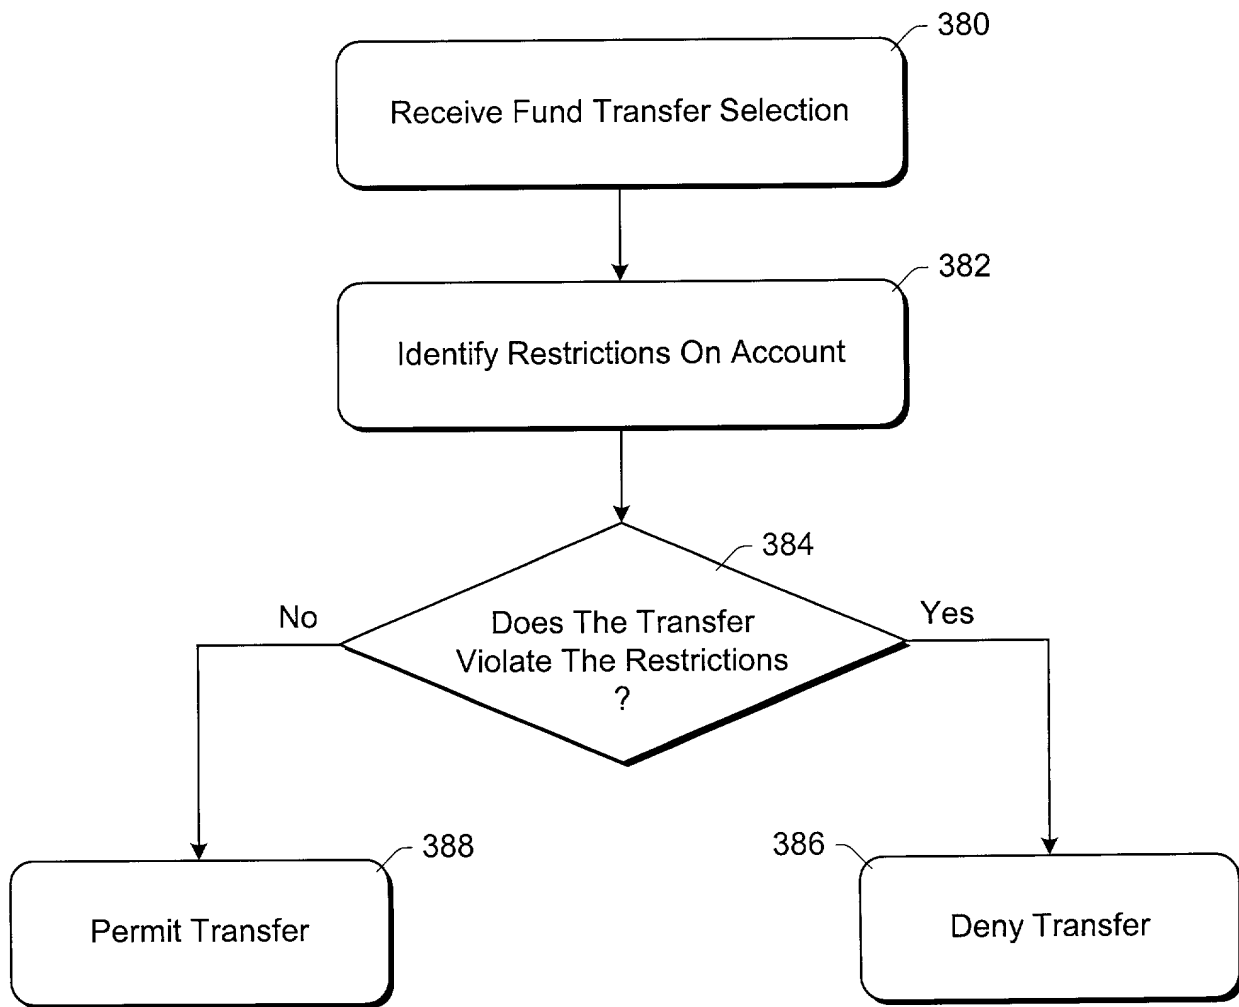 380
Receive Fund Transfer Selection
382
Identify Restrictions On Account
384
No
Yes
Does The Transfer
Violate The Restrictions
?
388
386
Permit Transfer
Deny Transfer